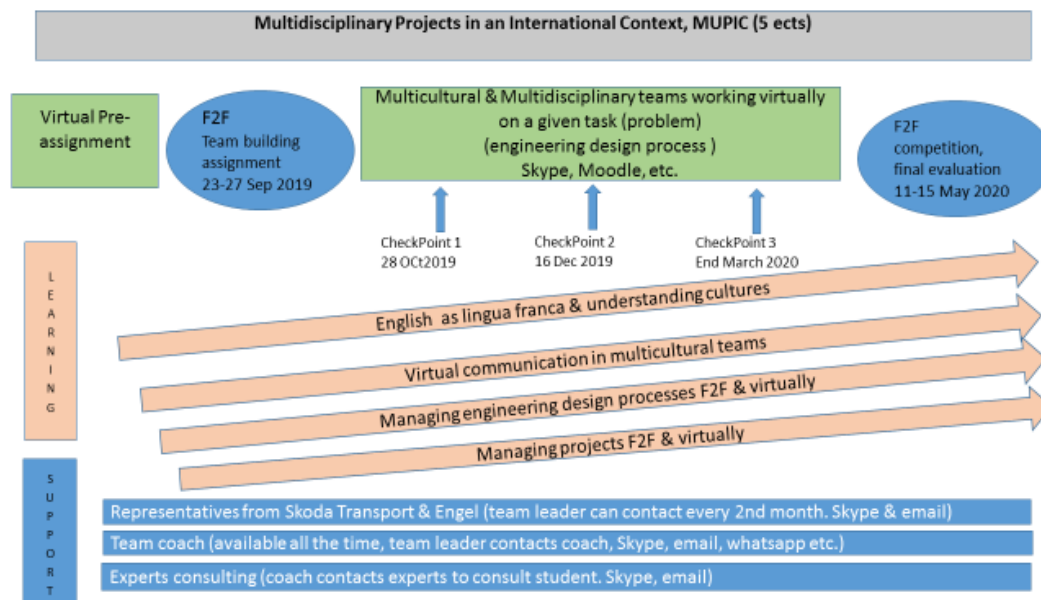 Multidisciplinary Projects in an International Context, MUPIC (5 ects)
Virtual Pre-
assignment
F2F
Team building
assignment
23-27 Sep 2019
Multicultural & Multidisciplinary teams working virtually
on a given task (problem)
(engineering design process )
Skype, Moodle, etc.
F2F
competition,
final evaluation
11-15 May 2020
CheckPoint 1
28 OCt2019
CheckPoint 2
16 Dec 2019
CheckPoint 3
End March 2020
LEARNING
English as lingua franca & understanding cultures
Virtual communication in multicultural teams
Managing engineering design processes F2F & virtually
Managing projects F2F & virtually
SUPPORT
Representatives from Skoda Transport & Engel (team leader can contact every 2nd month. Skype & email)
Team coach (available all the time, team leader contacts coach, Skype, email, whatsapp etc.)
Experts consulting (coach contacts experts to consult student. Skype, email)